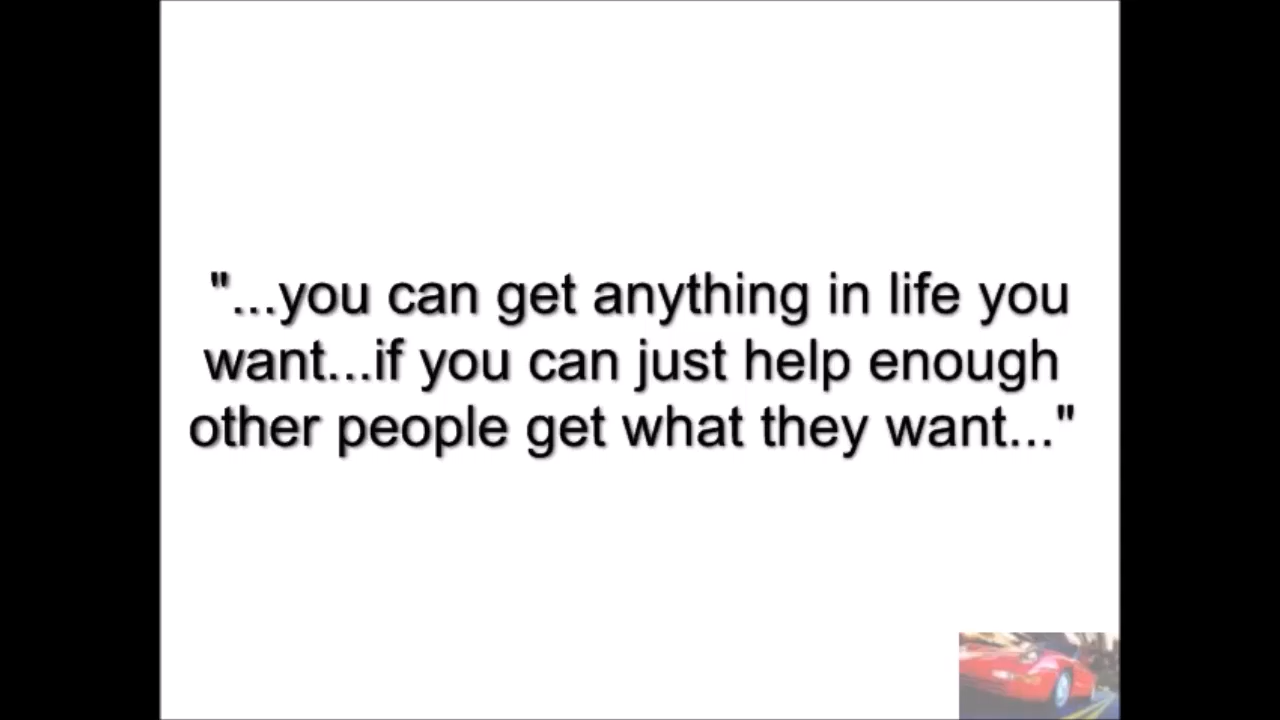 "...you can get anything in life you
want...if you can just help enough
other people get what they want..."